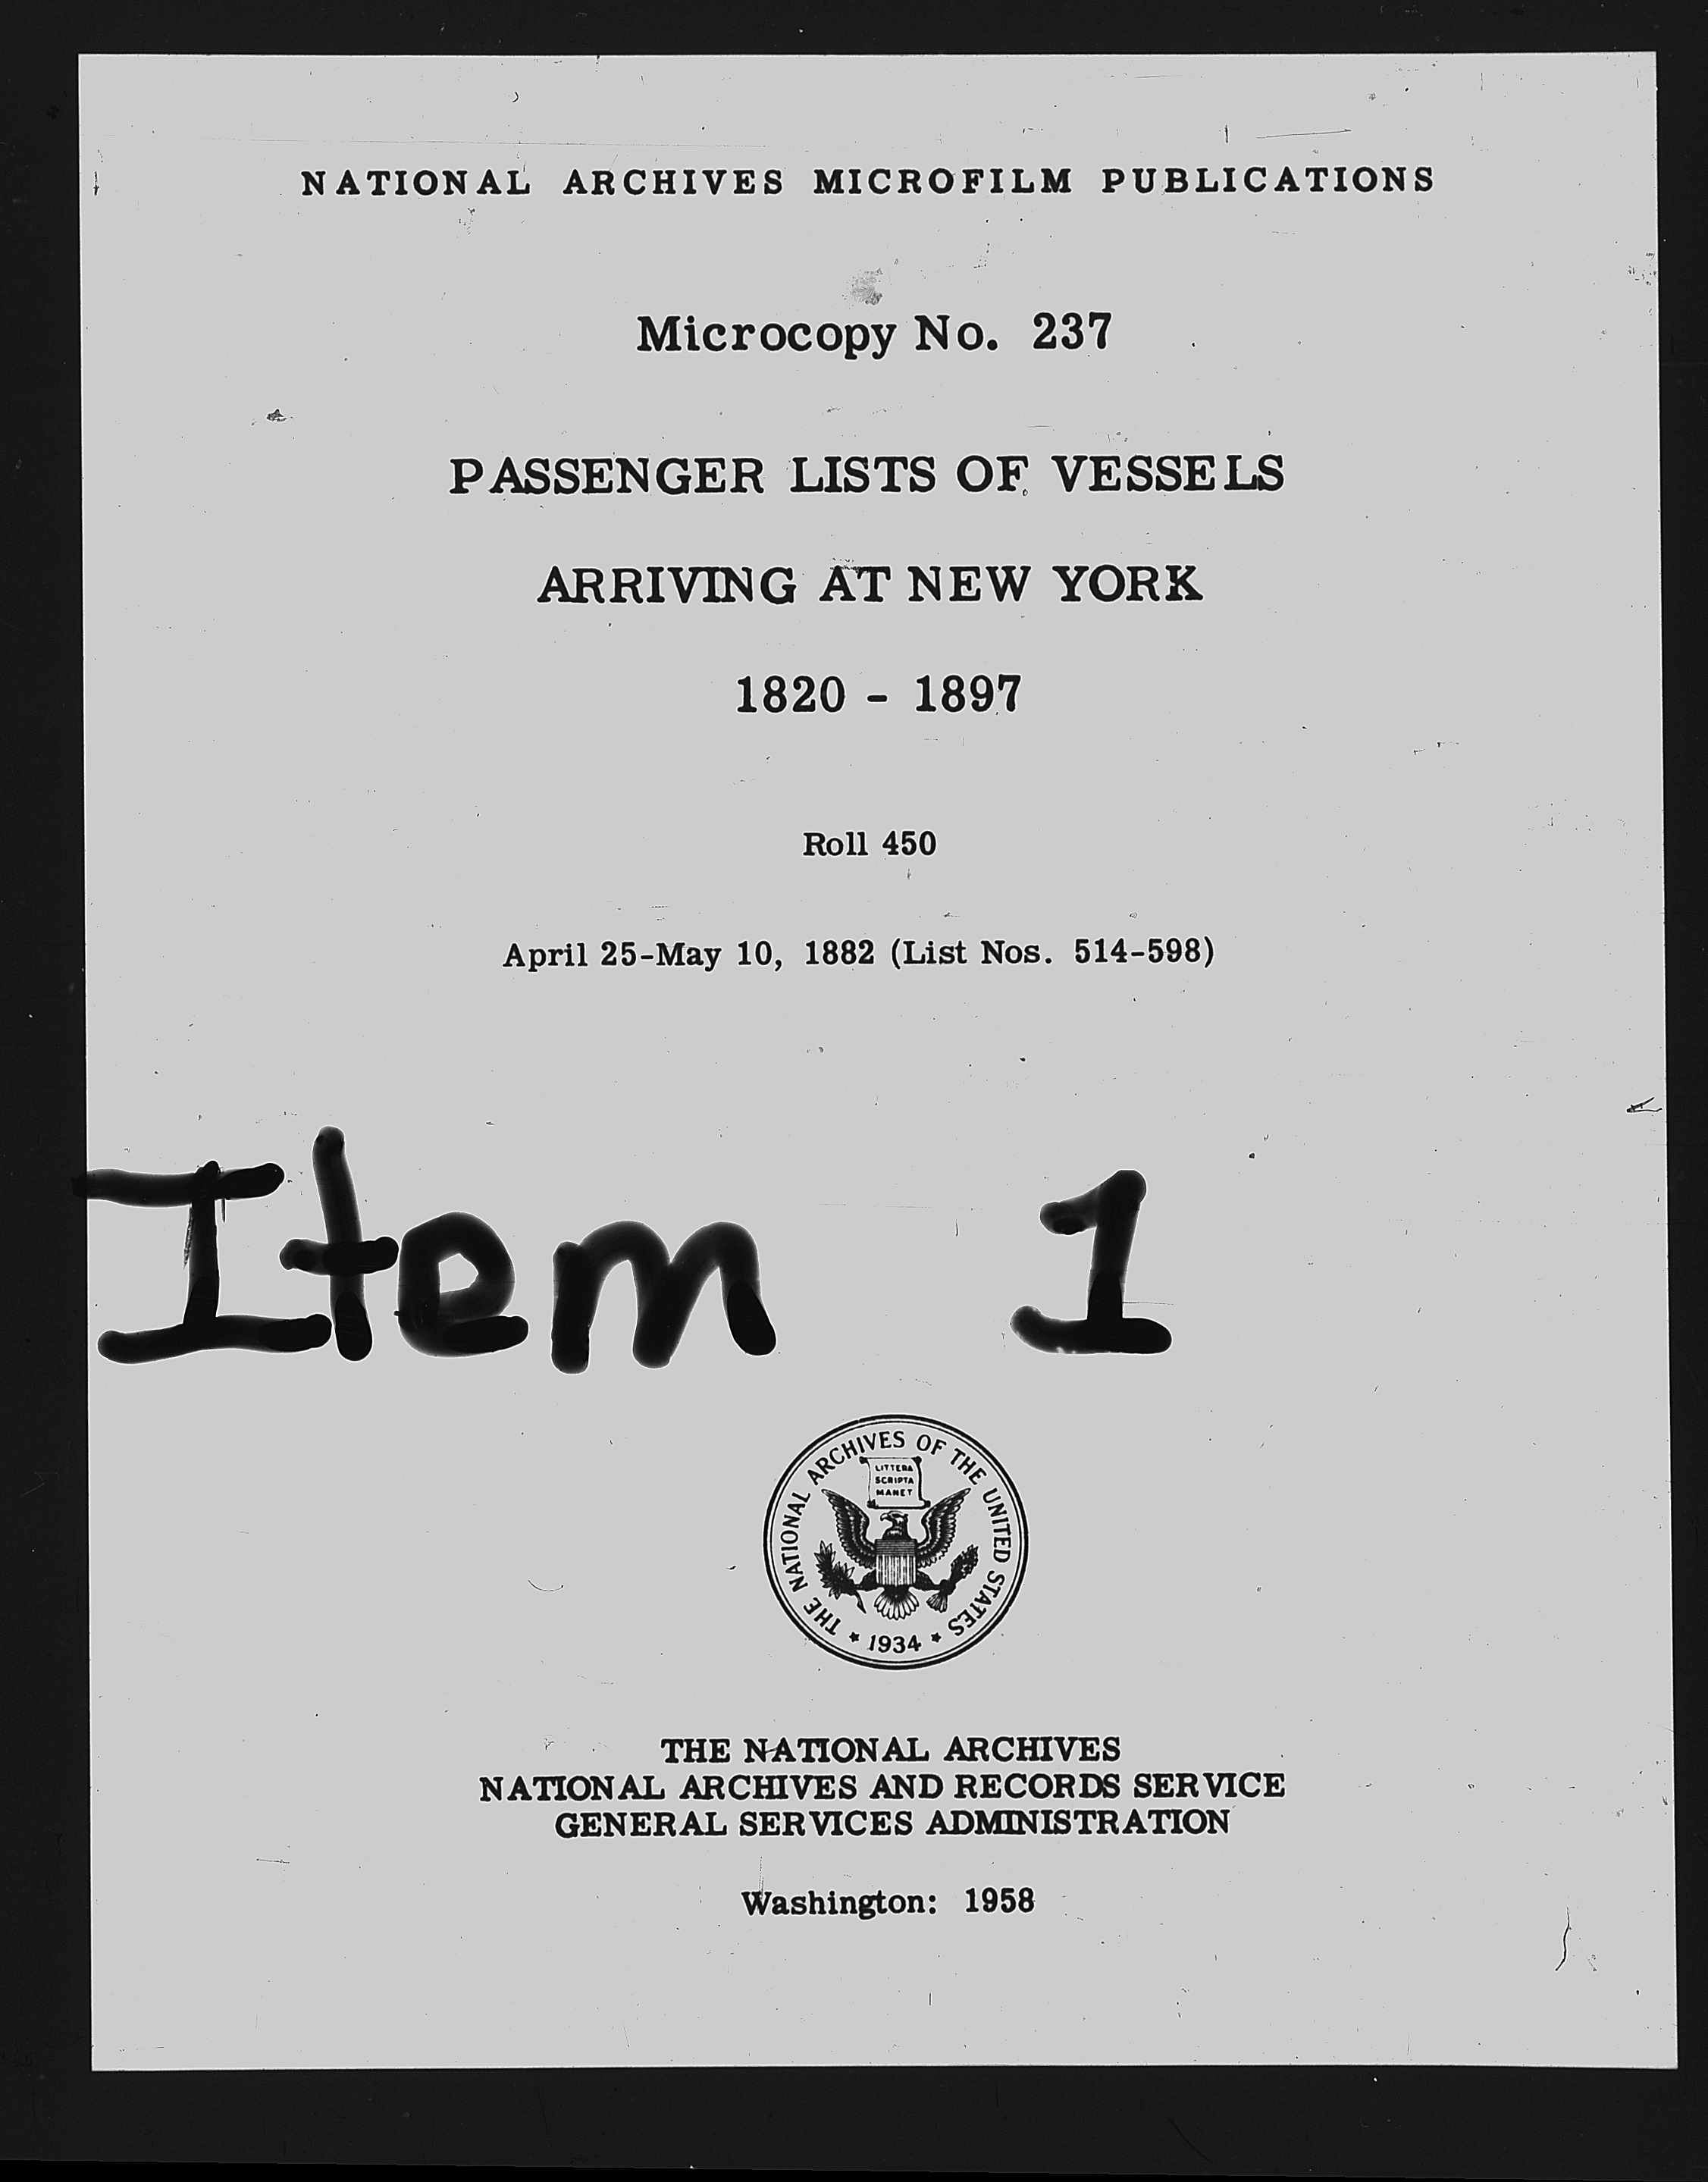 NATIONAL ARCHIVES MICROFILM PUBLICATIONS
Microcopy No. 237
PASSENGER LISTS OF VESSELS
ARRIVING AT NEW YORK
1820 - 1897
Roll 450
April 25-May 10, 1882 (List Nos. 514-598)
Item 1
THE NATIONAL ARCHIVES OF THE UNITED STATES
LITTERA
SCRIPTA
MANET
* 1934 *
THE NATIONAL ARCHIVES
NATIONAL ARCHIVES AND RECORDS SERVICE
GENERAL SERVICES ADMINISTRATION
Washington: 1958